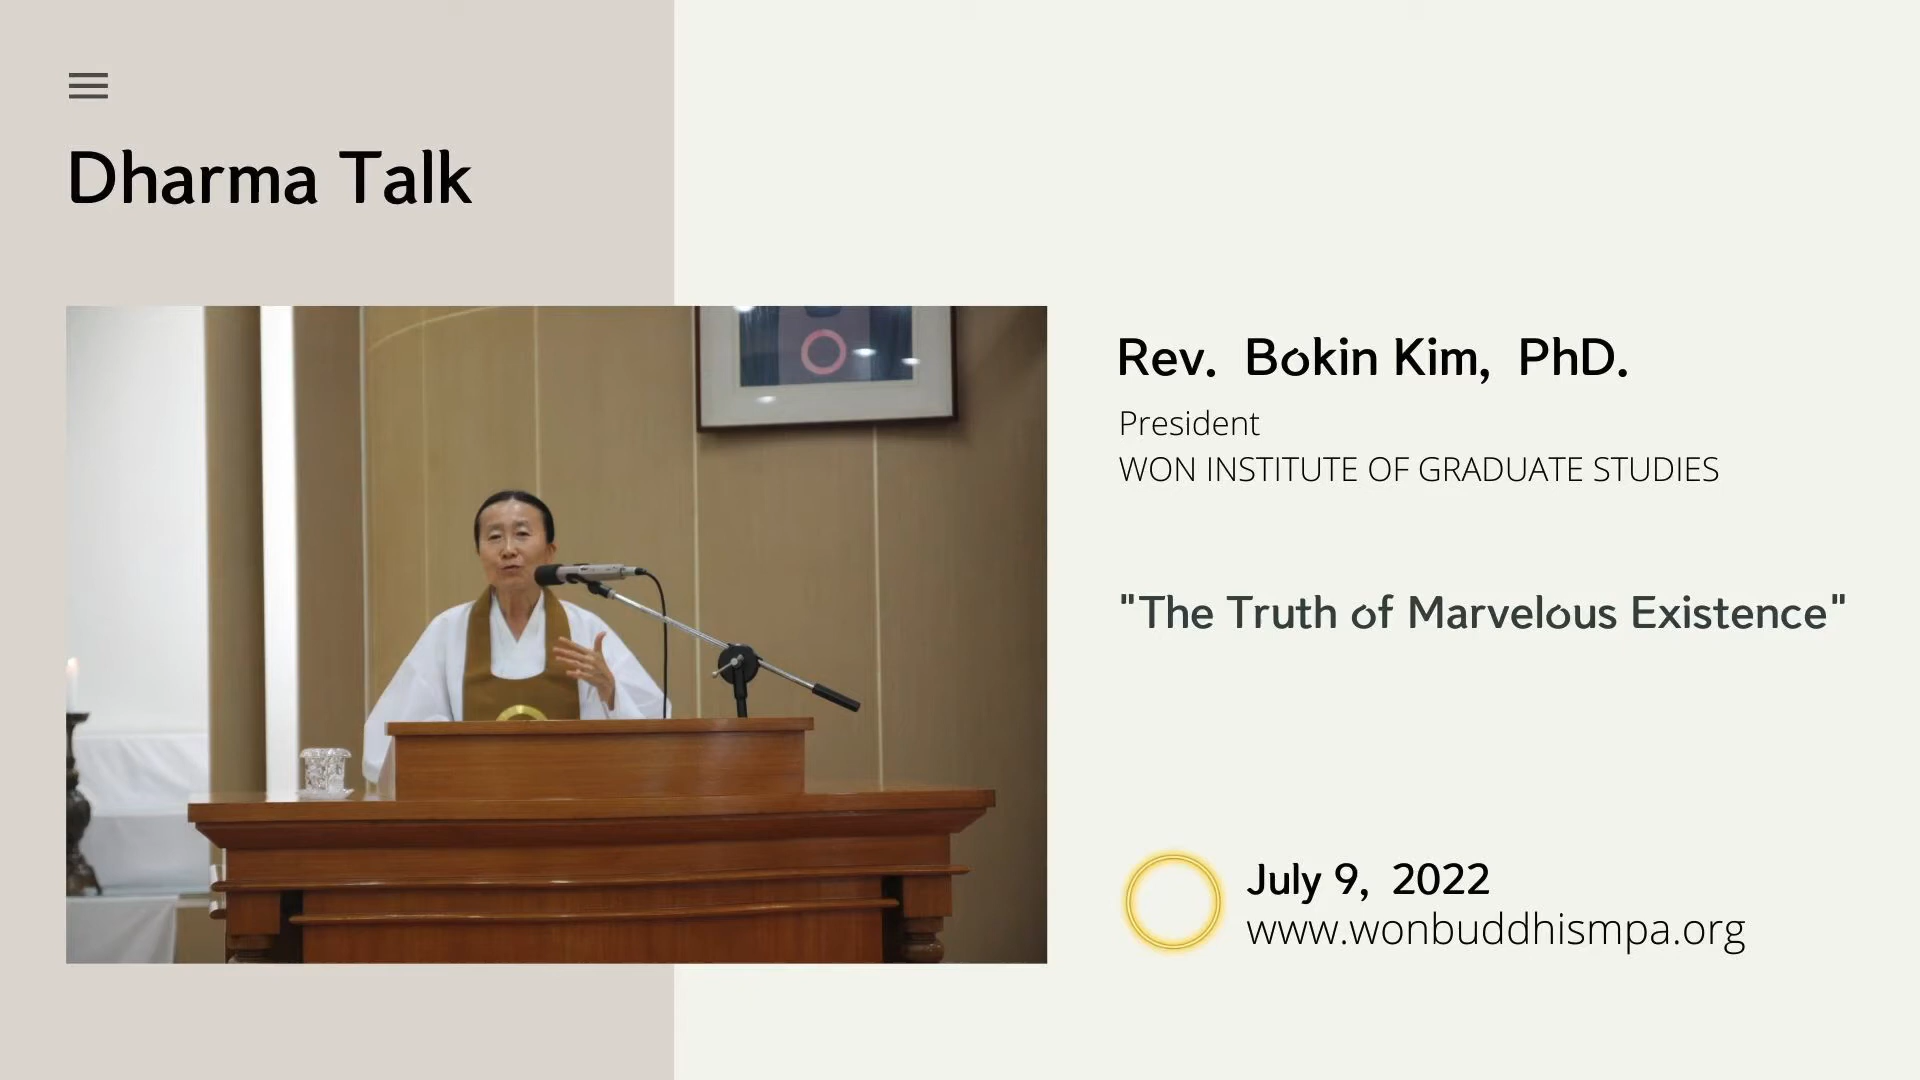 Dharma Talk
Rev. Bokin Kim, PhD.
President
WON INSTITUTE OF GRADUATE STUDIES
"The Truth of Marvelous Existence"
July 9, 2022
www.wonbuddhismpa.org